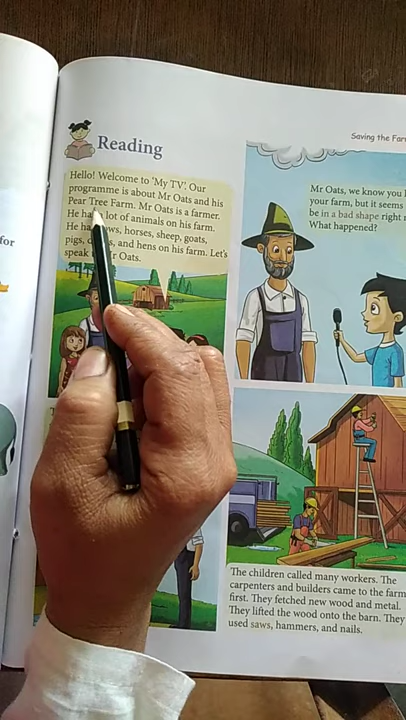 Saving the Far
Reading
Hello! Welcome to 'My TV'. Our
programme is about Mr Oats and his
Pear Tree Farm. Mr Oats is a farmer.
He ha lot of animals on his farm.
He ha ws, horses, sheep, goats,
pigs, d s, and hens on his farm. Let's
speak r Oats.
Mr Oats, we know you l
your farm, but it seems
be in a bad shape right n
What happened?
for
The children called many workers. The
carpenters and builders came to the farm
first. They fetched new wood and metal.
They lifted the wood onto the barn. They
used saws, hammers, and nails.